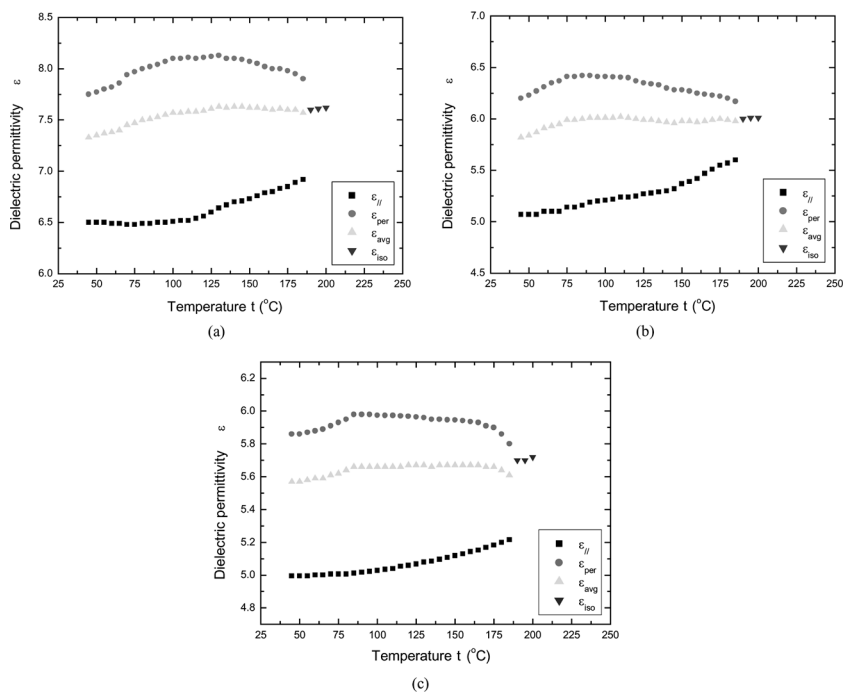 8.5
8.0
7.5
7.0
6.5
6.0
Dielectric permittivity ε
25 50 75 100 125 150 175 200 225 250
Temperature t (°C)
ε//
εper
εavg
εiso
(a)
7.0
6.5
6.0
5.5
5.0
4.5
Dielectric permittivity ε
25 50 75 100 125 150 175 200 225 250
Temperature t (°C)
ε//
εper
εavg
εiso
(b)
6.2
6.0
5.8
5.6
5.4
5.2
5.0
4.8
Dielectric permittivity ε
25 50 75 100 125 150 175 200 225 250
Temperature t (°C)
ε//
εper
εavg
εiso
(c)